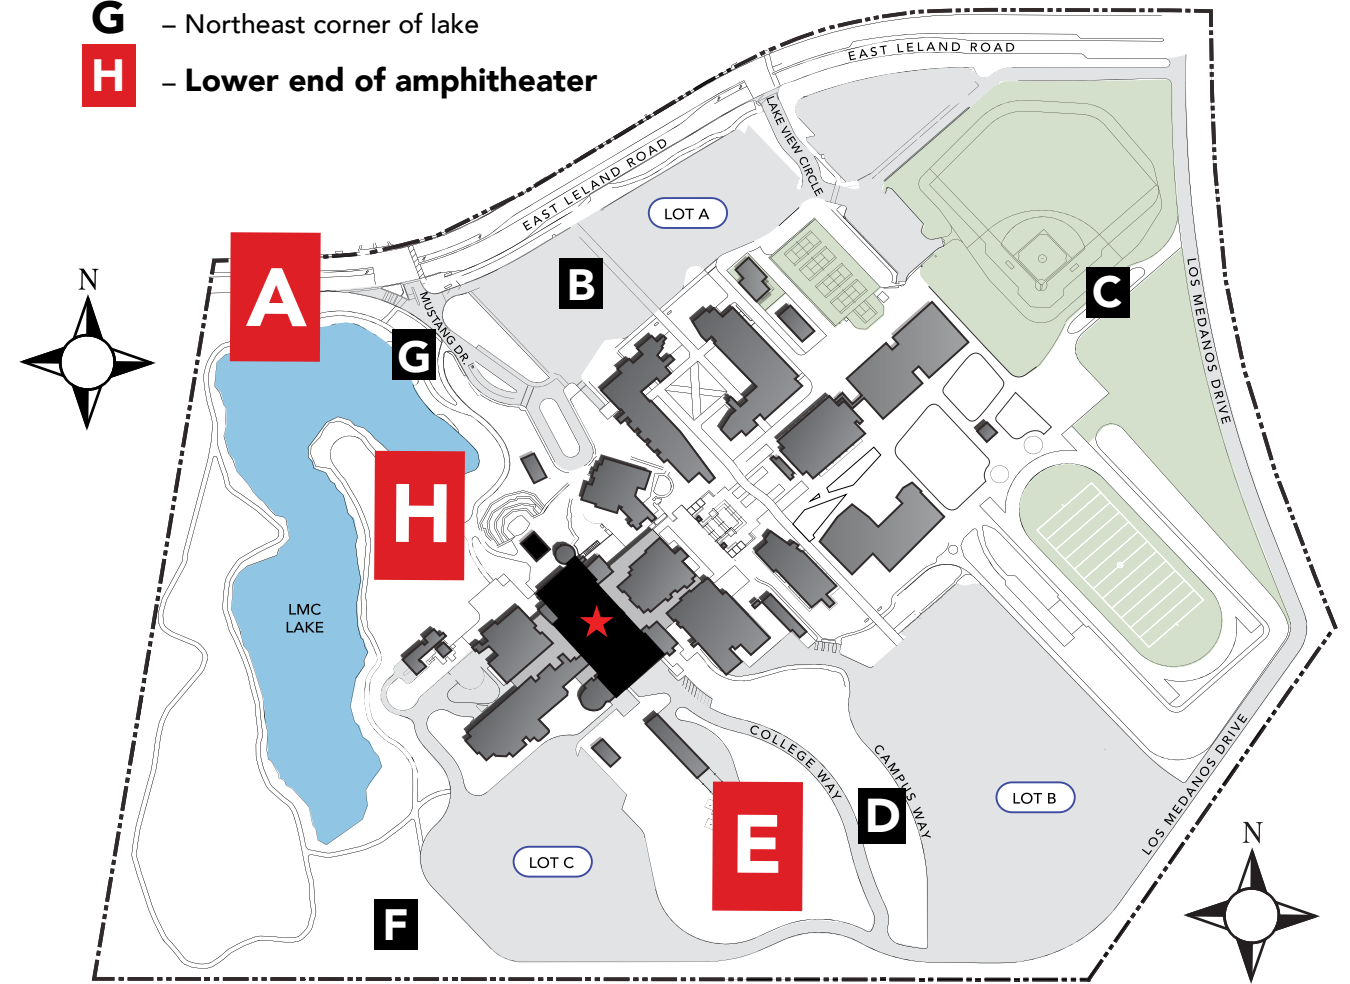 G – Northeast corner of lake
H – Lower end of amphitheater
EAST LELAND ROAD
LAKE VIEW CIRCLE
EAST LELAND ROAD
LOT A
A
N
B
C
LOS MEDANOS DRIVE
MUSTANG DR.
G
H
LMC
LAKE
COLLEGE WAY
CAMPUS WAY
LOS MEDANOS DRIVE
D
LOT B
E
LOT C
N
F